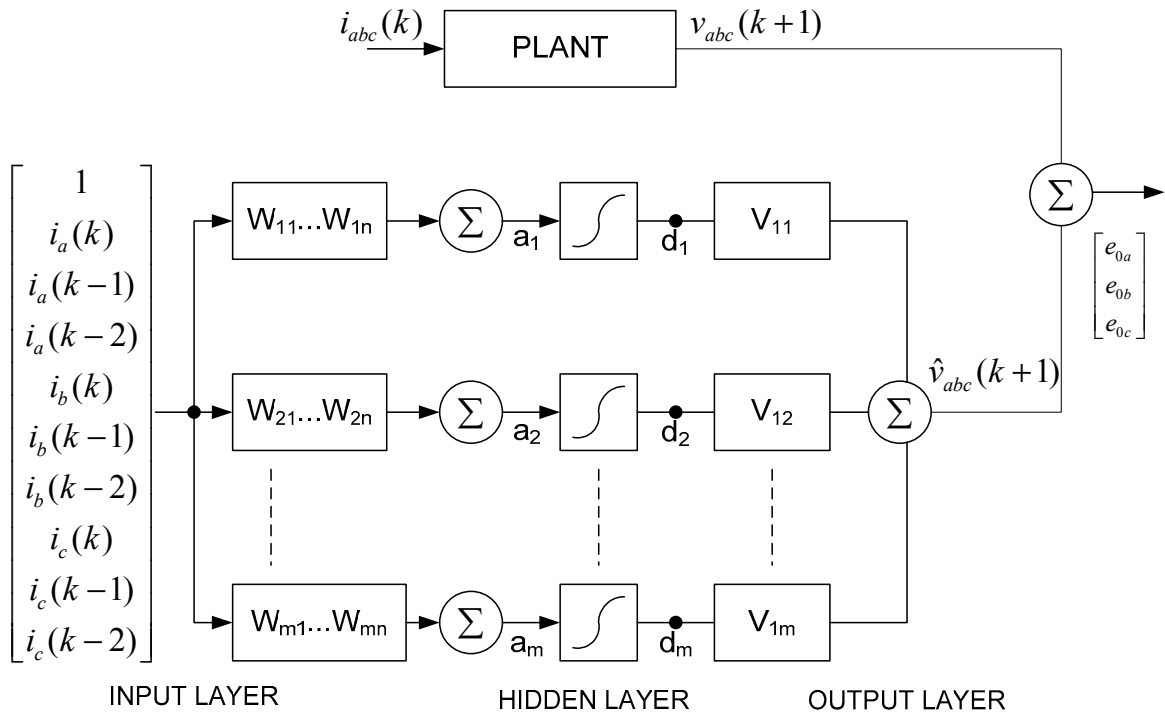 i_abc(k)
PLANT
v_abc(k+1)
1
i_a(k)
i_a(k−1)
i_a(k−2)
i_b(k)
i_b(k−1)
i_b(k−2)
i_c(k)
i_c(k−1)
i_c(k−2)
W₁₁...W₁ₙ
Σ
a₁
d₁
V₁₁
W₂₁...W₂ₙ
Σ
a₂
d₂
V₁₂
Wₘ₁...Wₘₙ
Σ
aₘ
dₘ
V₁ₘ
Σ
v̂_abc(k+1)
Σ
e_0a
e_0b
e_0c
INPUT LAYER
HIDDEN LAYER
OUTPUT LAYER